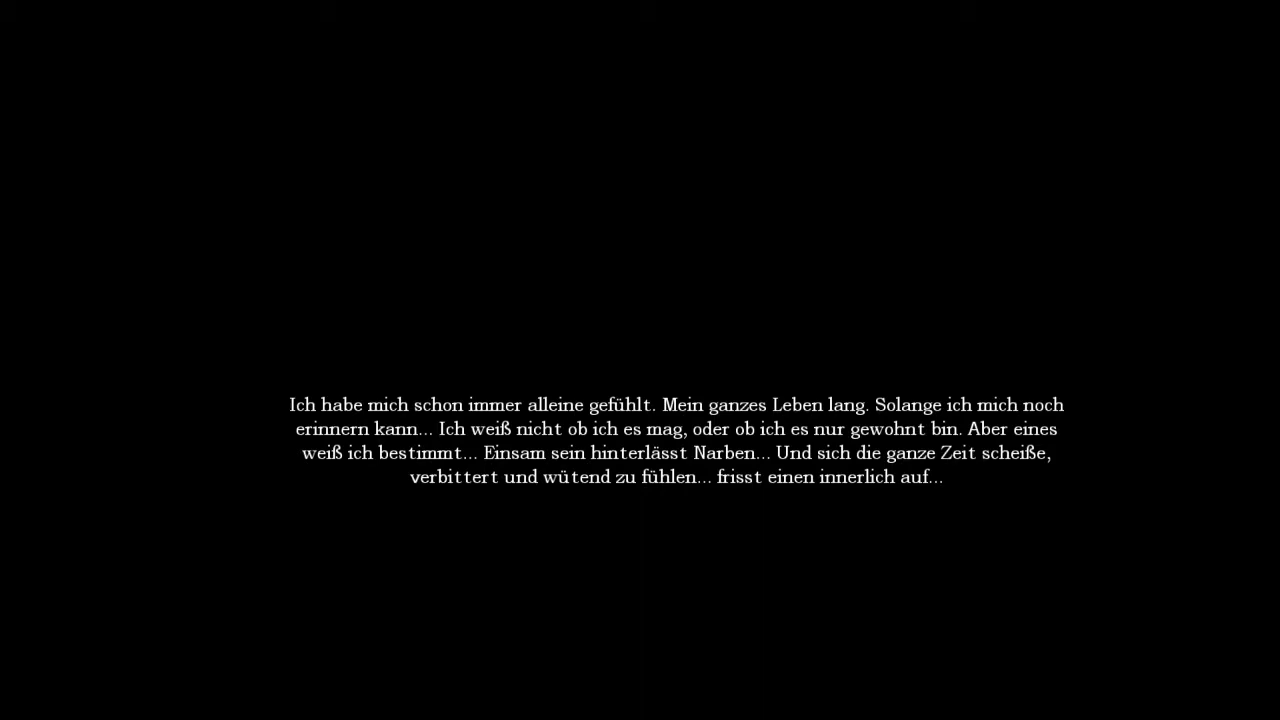 Ich habe mich schon immer alleine gefühlt. Mein ganzes Leben lang. Solange ich mich noch
erinnern kann... Ich weiß nicht ob ich es mag, oder ob ich es nur gewohnt bin. Aber eines
weiß ich bestimmt... Einsam sein hinterlässt Narben... Und sich die ganze Zeit scheiße,
verbittert und wütend zu fühlen... frisst einen innerlich auf...